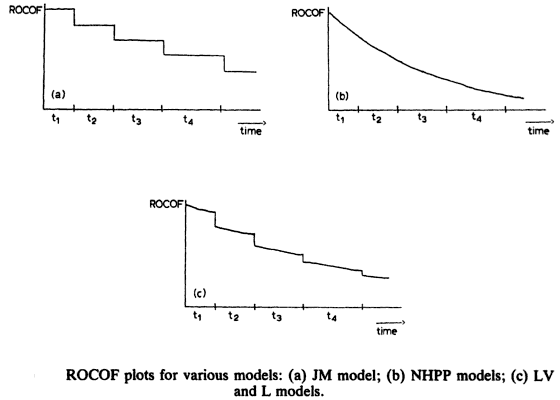 ROCOF
(a)
t1 t2 t3 t4
time
ROCOF
(b)
t1 t2 t3 t4
time
ROCOF
(c)
t1 t2 t3 t4
time
ROCOF plots for various models: (a) JM model; (b) NHPP models; (c) LV
and L models.